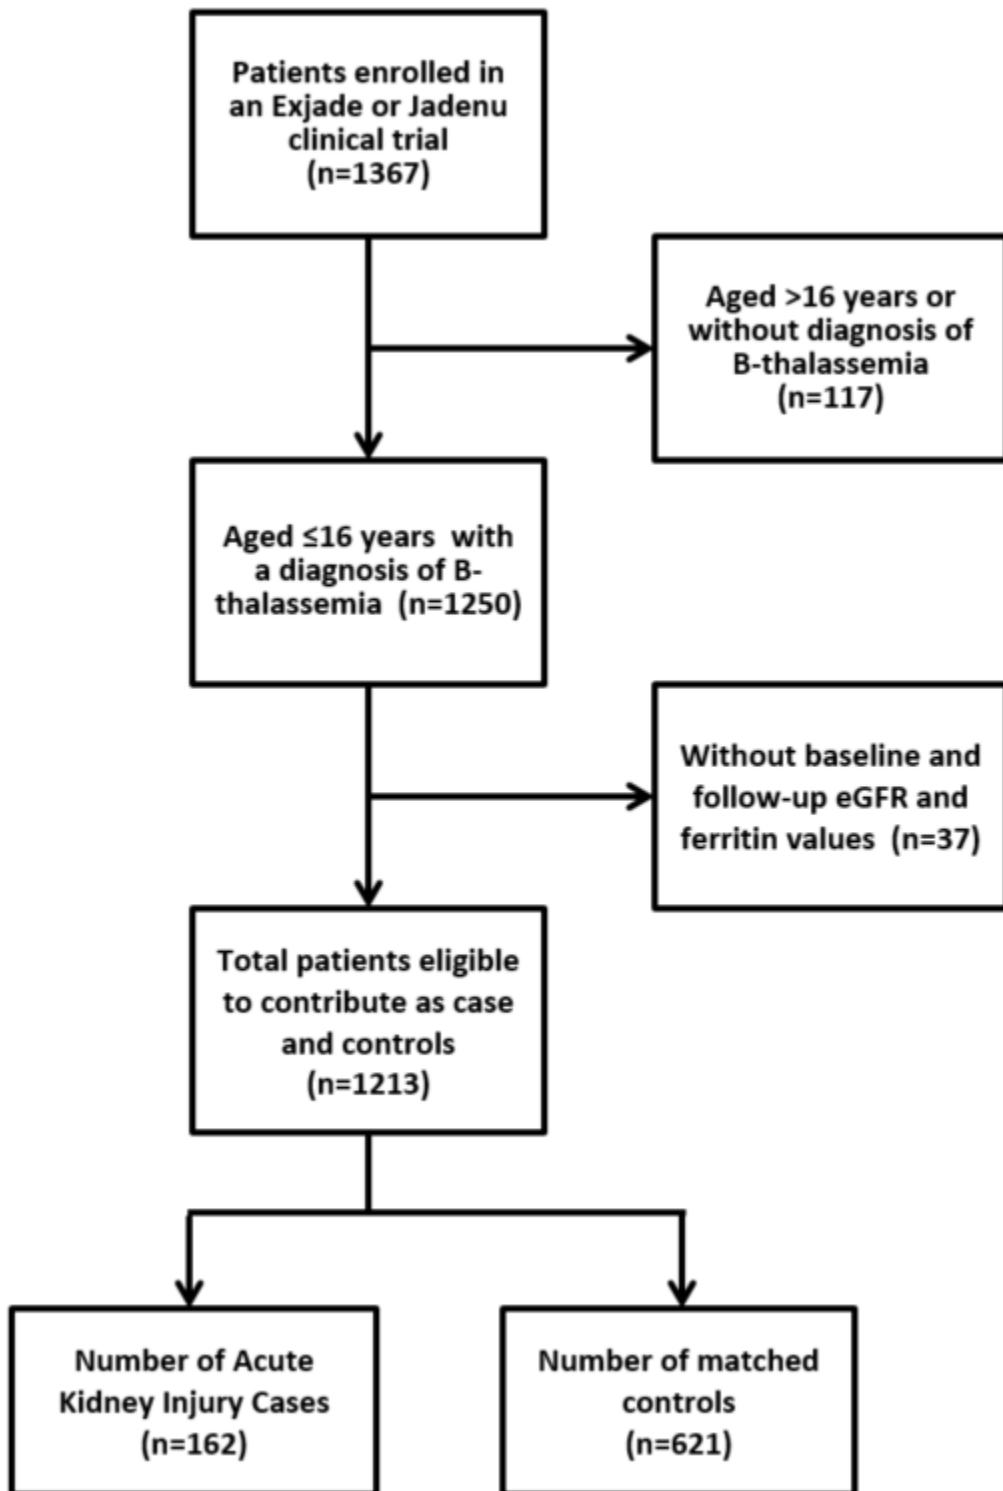 Patients enrolled in
an Exjade or Jadenu
clinical trial
(n=1367)
Aged >16 years or
without diagnosis of
B-thalassemia
(n=117)
Aged ≤16 years with
a diagnosis of B-
thalassemia (n=1250)
Without baseline and
follow-up eGFR and
ferritin values (n=37)
Total patients eligible
to contribute as case
and controls
(n=1213)
Number of Acute
Kidney Injury Cases
(n=162)
Number of matched
controls
(n=621)